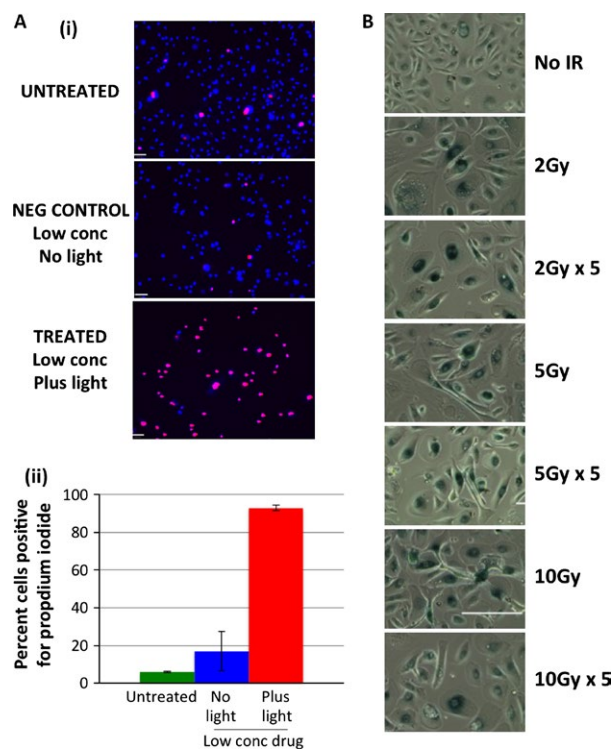 A
(i)
UNTREATED
NEG CONTROL
Low conc
No light
TREATED
Low conc
Plus light
(ii)
Percent cells positive
for propdium iodide
100
80
60
40
20
0
Untreated
No
light
Plus
light
Low conc drug
B
No IR
2Gy
2Gy x 5
5Gy
5Gy x 5
10Gy
10Gy x 5